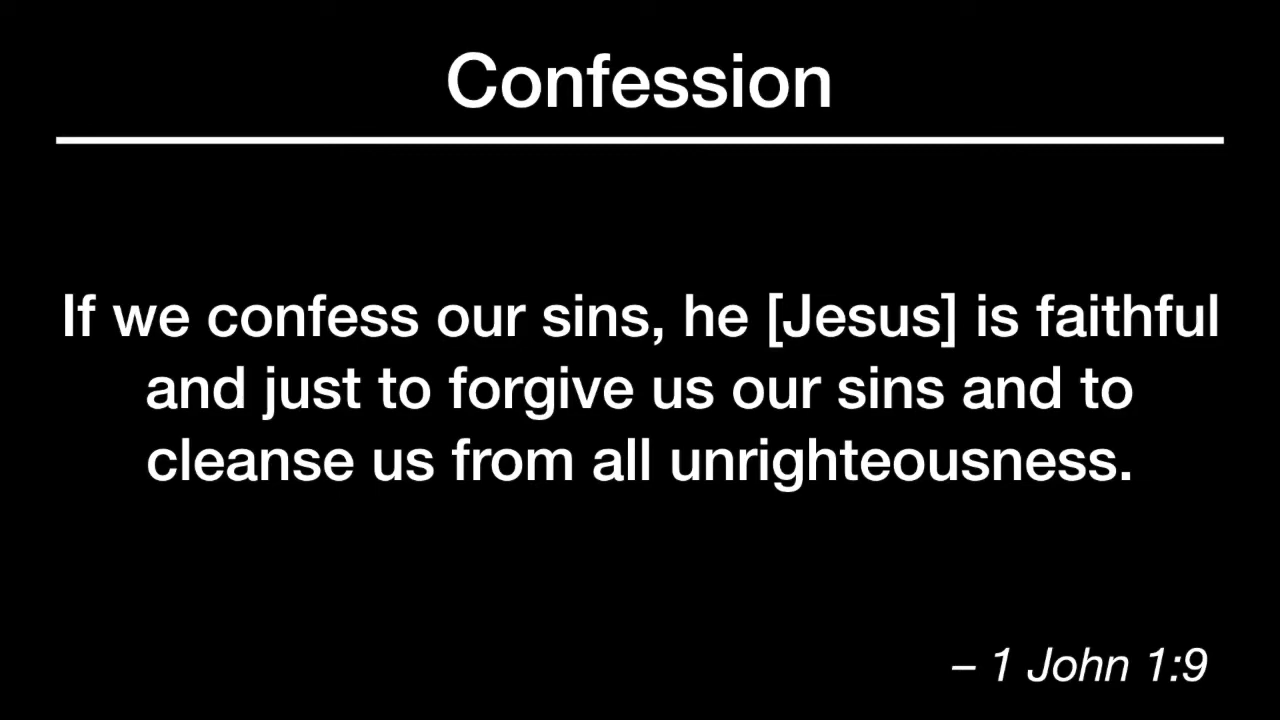 Confession
If we confess our sins, he [Jesus] is faithful
and just to forgive us our sins and to
cleanse us from all unrighteousness.
– 1 John 1:9